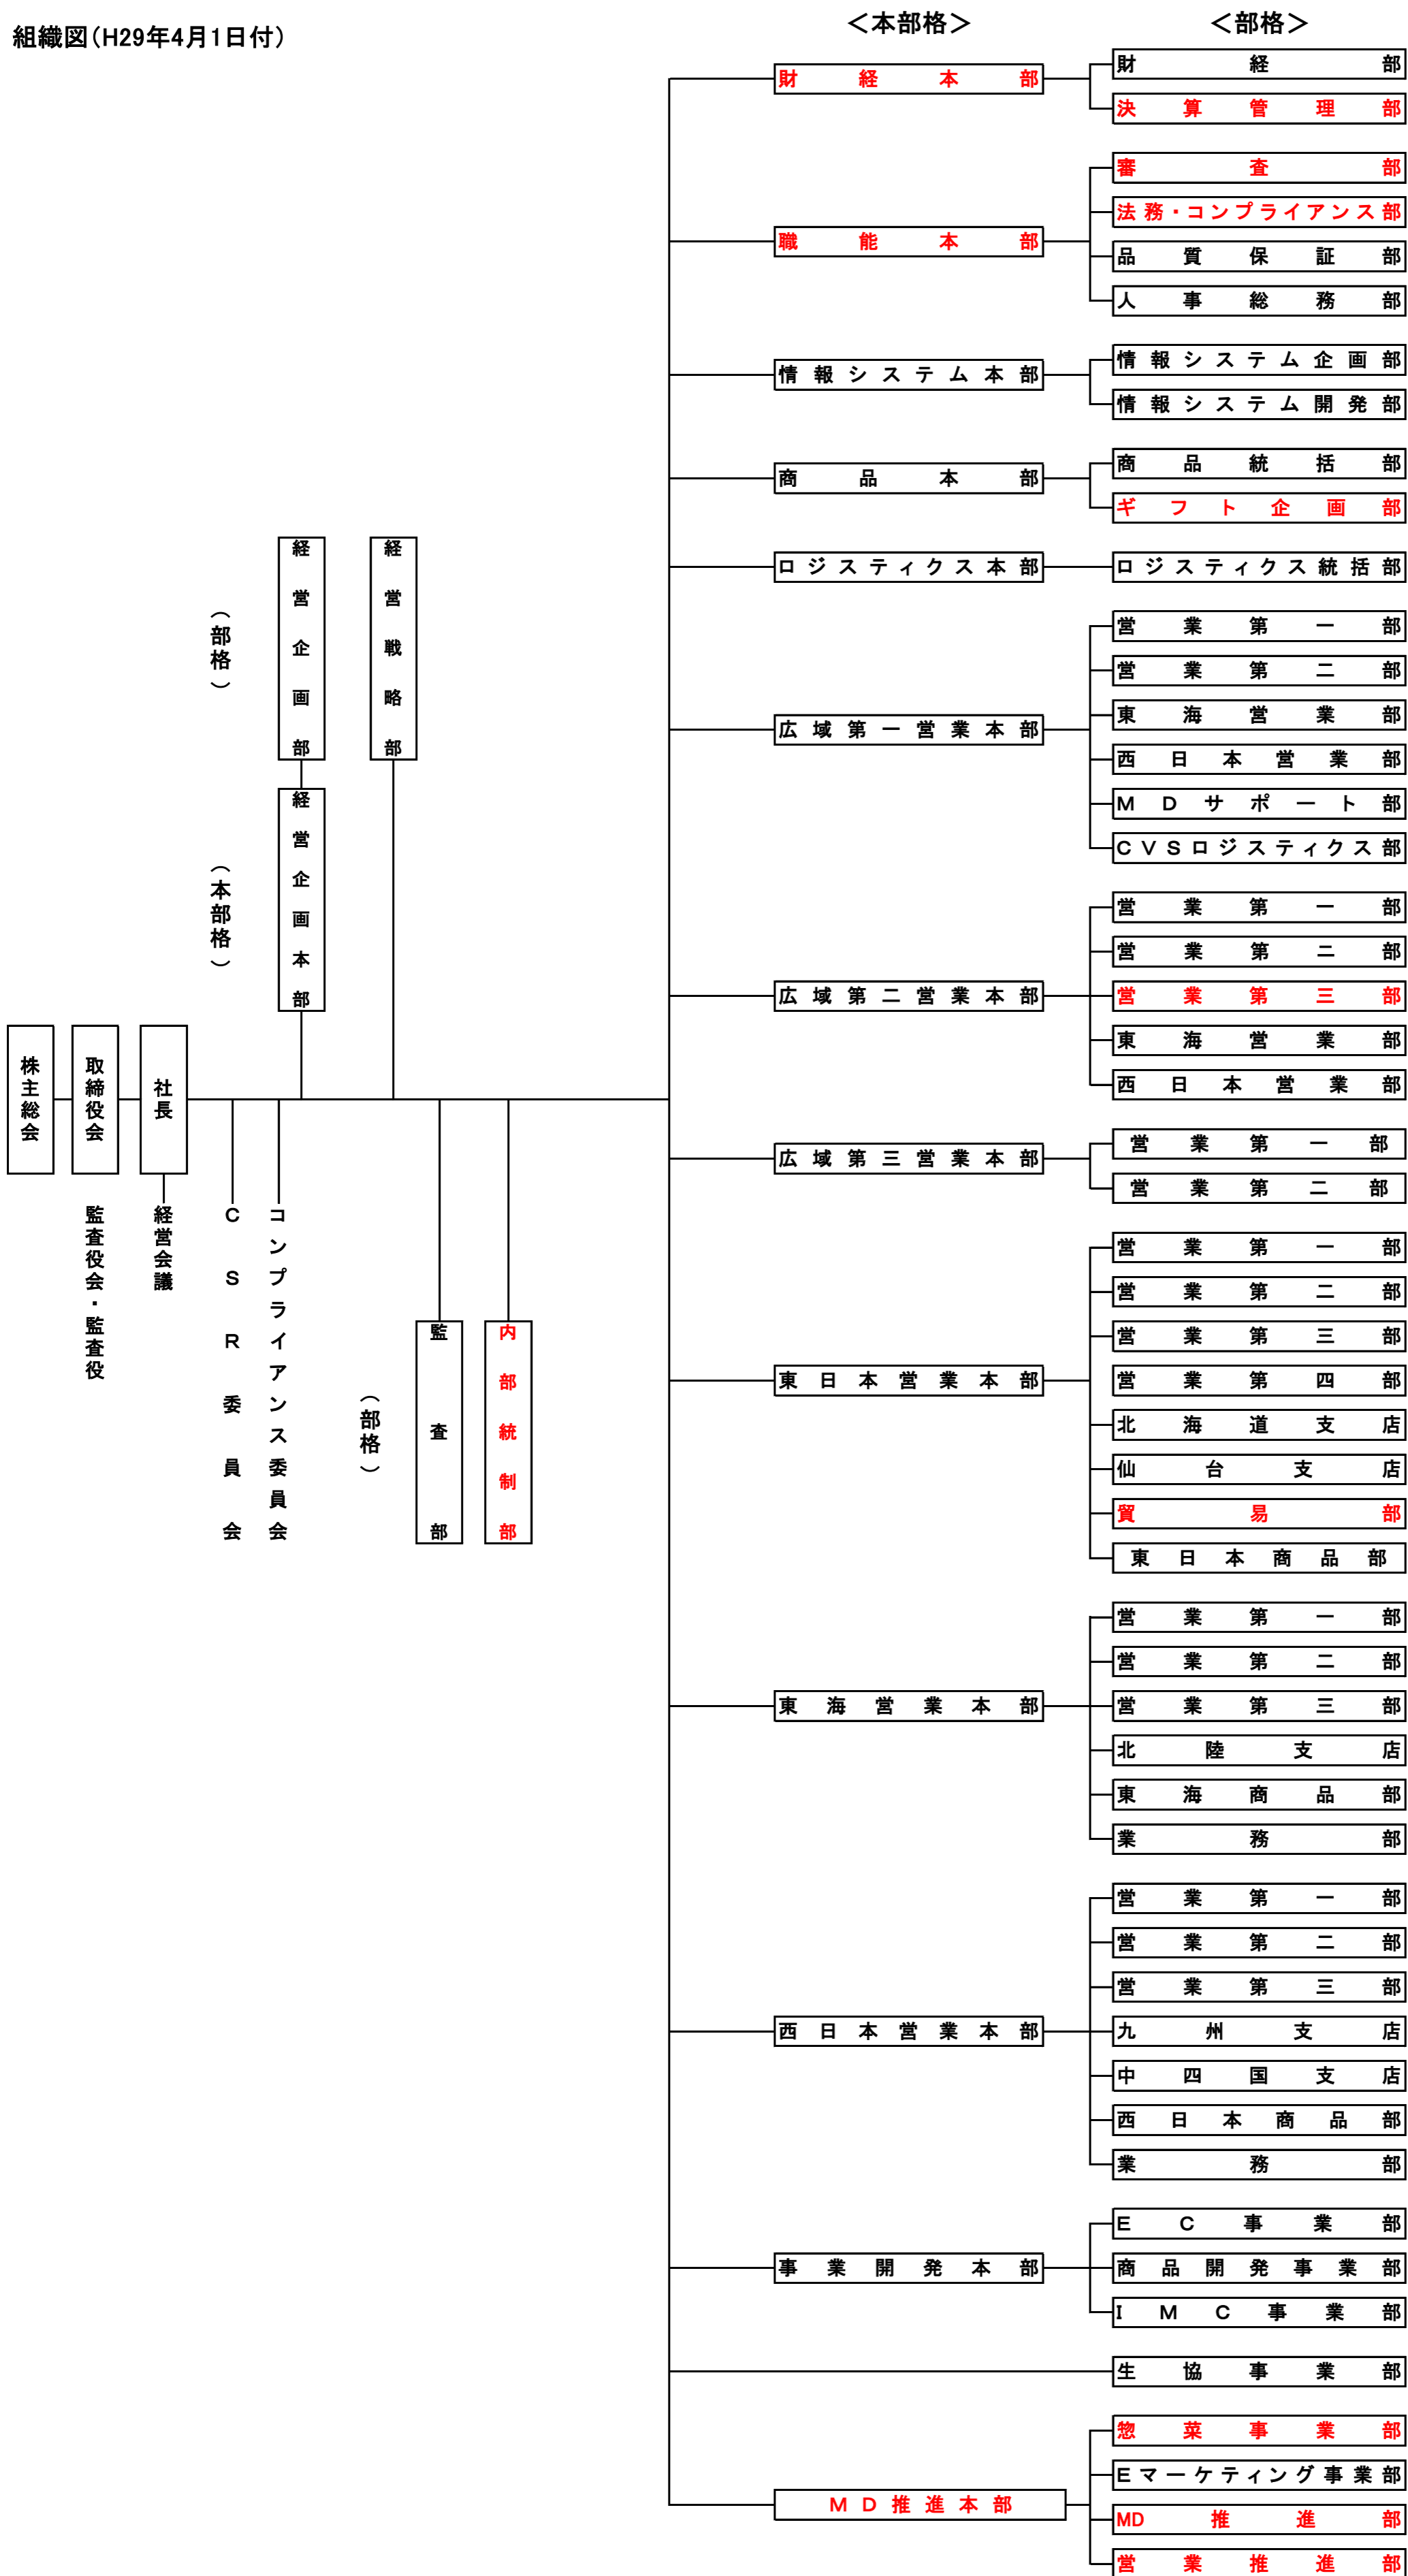 組織図(H29年4月1日付)
＜本部格＞
＜部格＞
財経本部
財経部
決算管理部
職能本部
審査部
法務・コンプライアンス部
品質保証部
人事総務部
情報システム本部
情報システム企画部
情報システム開発部
商品本部
商品統括部
ギフト企画部
ロジスティクス本部
ロジスティクス統括部
広域第一営業本部
営業第一部
営業第二部
東海営業部
西日本営業部
ＭＤサポート部
ＣＶＳロジスティクス部
広域第二営業本部
営業第一部
営業第二部
営業第三部
東海営業部
西日本営業部
広域第三営業本部
営業第一部
営業第二部
東日本営業本部
営業第一部
営業第二部
営業第三部
営業第四部
北海道支店
仙台支店
貿易部
東日本商品部
東海営業本部
営業第一部
営業第二部
営業第三部
北陸支店
東海商品部
業務部
西日本営業本部
営業第一部
営業第二部
営業第三部
九州支店
中四国支店
西日本商品部
業務部
事業開発本部
ＥＣ事業部
商品開発事業部
ＩＭＣ事業部
生協事業部
ＭＤ推進本部
惣菜事業部
Ｅマーケティング事業部
MD推進部
営業推進部
（部格）
経営企画部
経営戦略部
（本部格）
経営企画本部
株主総会
取締役会
社長
監査役会・監査役
経営会議
ＣＳＲ委員会
コンプライアンス委員会
（部格）
監査部
内部統制部